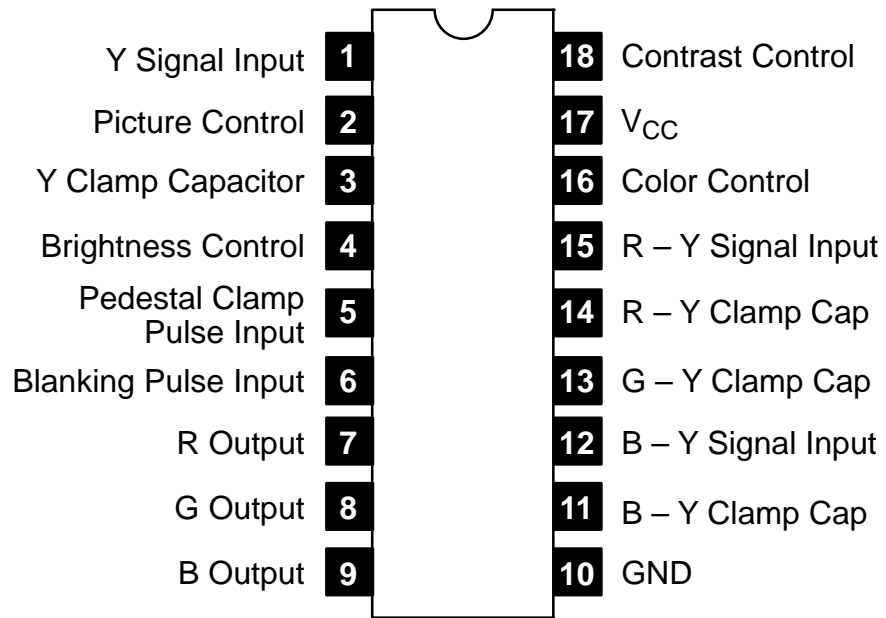 Y Signal Input 1 18 Contrast Control
Picture Control 2 17 VCC
Y Clamp Capacitor 3 16 Color Control
Brightness Control 4 15 R – Y Signal Input
Pedestal Clamp
Pulse Input 5 14 R – Y Clamp Cap
Blanking Pulse Input 6 13 G – Y Clamp Cap
R Output 7 12 B – Y Signal Input
G Output 8 11 B – Y Clamp Cap
B Output 9 10 GND